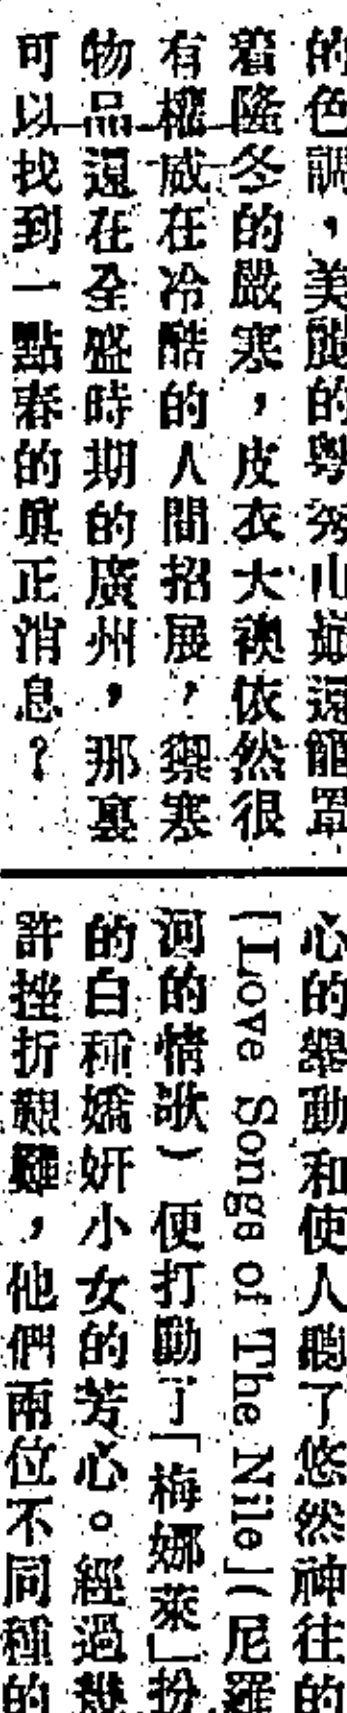 的色調，美麗的粤秀山巔還籠罩
着隆冬的嚴寒，皮衣大襖依然很
有權威在冷酷的人間招展，禦寒
物品還在全盛時期的廣州，那裏
可以找到一點春的眞正消息？
心的舉動和使人聽了悠然神往的
「Love Songs of The Nile」（尼羅
河的情歌）便打動了「梅娜萊」扮
的白種嬌妍小女的芳心。經過幾
許挫折艱難，他們兩位不同種的